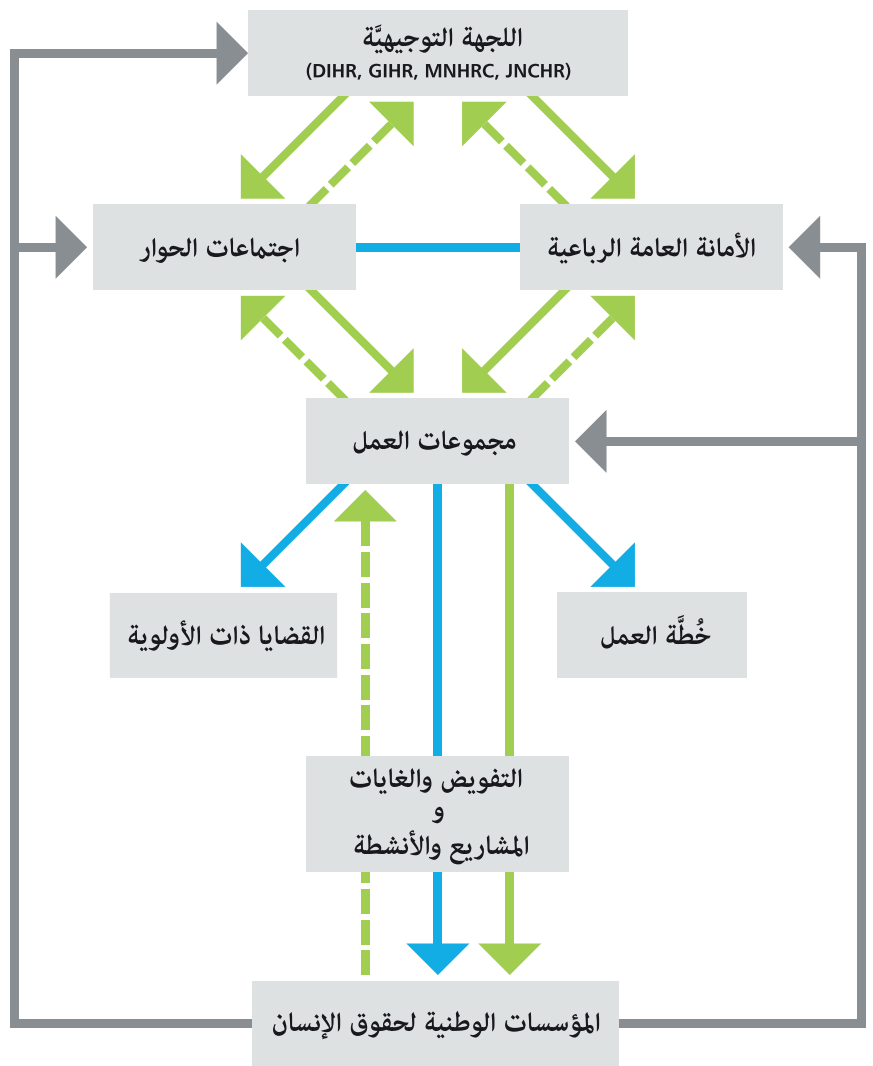 اللجهة التوجيهيَّة
(DIHR, GIHR, MNHRC, JNCHR)
الأمانة العامة الرباعية
اجتماعات الحوار
مجموعات العمل
خُطَّة العمل
القضايا ذات الأولوية
التفويض والغايات
و
المشاريع والأنشطة
المؤسسات الوطنية لحقوق الإنسان